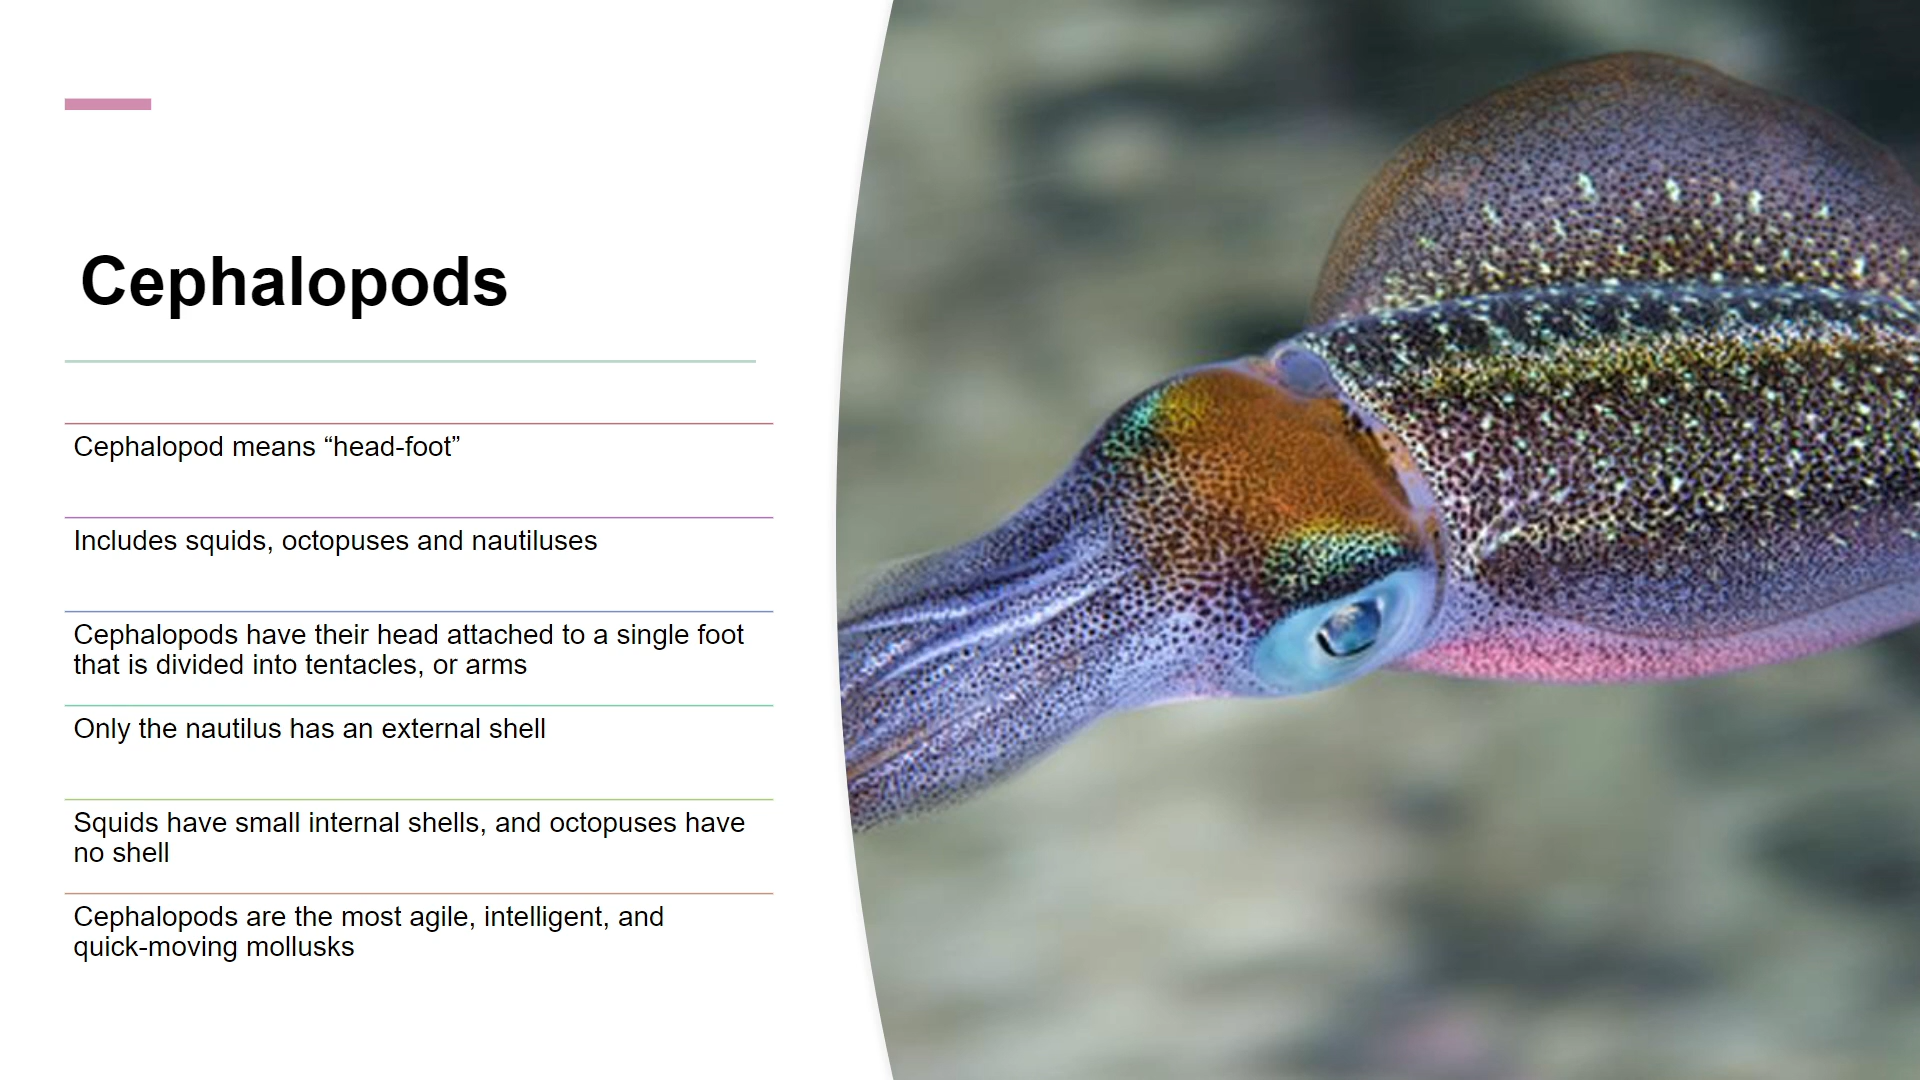 Cephalopods
Cephalopod means “head-foot”
Includes squids, octopuses and nautiluses
Cephalopods have their head attached to a single foot
that is divided into tentacles, or arms
Only the nautilus has an external shell
Squids have small internal shells, and octopuses have
no shell
Cephalopods are the most agile, intelligent, and
quick-moving mollusks